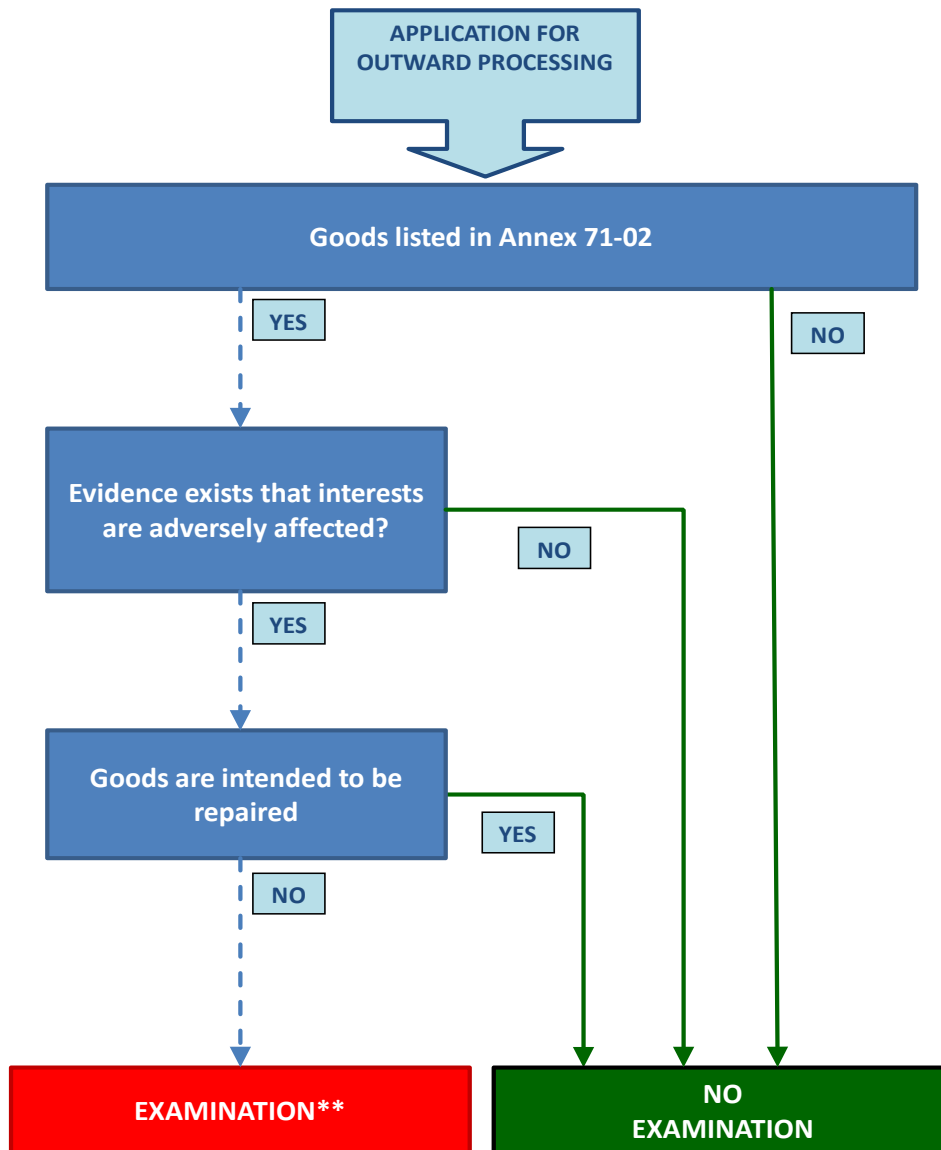 APPLICATION FOR
OUTWARD PROCESSING
Goods listed in Annex 71-02
YES
NO
Evidence exists that interests
are adversely affected?
NO
YES
Goods are intended to be
repaired
YES
NO
EXAMINATION**
NO
EXAMINATION